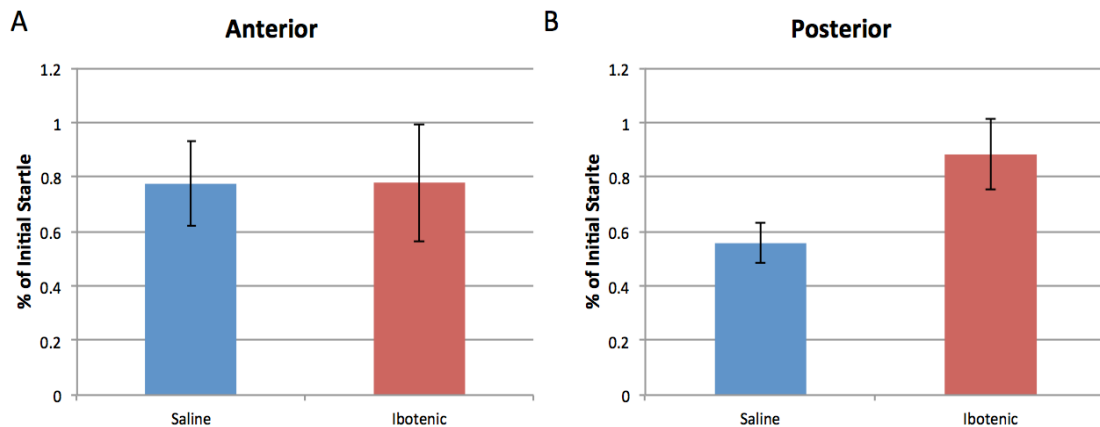 A
Anterior
% of Initial Startle
1.2
1
0.8
0.6
0.4
0.2
0
Saline
Ibotenic
B
Posterior
% of Initial Starlte
1.2
1
0.8
0.6
0.4
0.2
0
Saline
Ibotenic